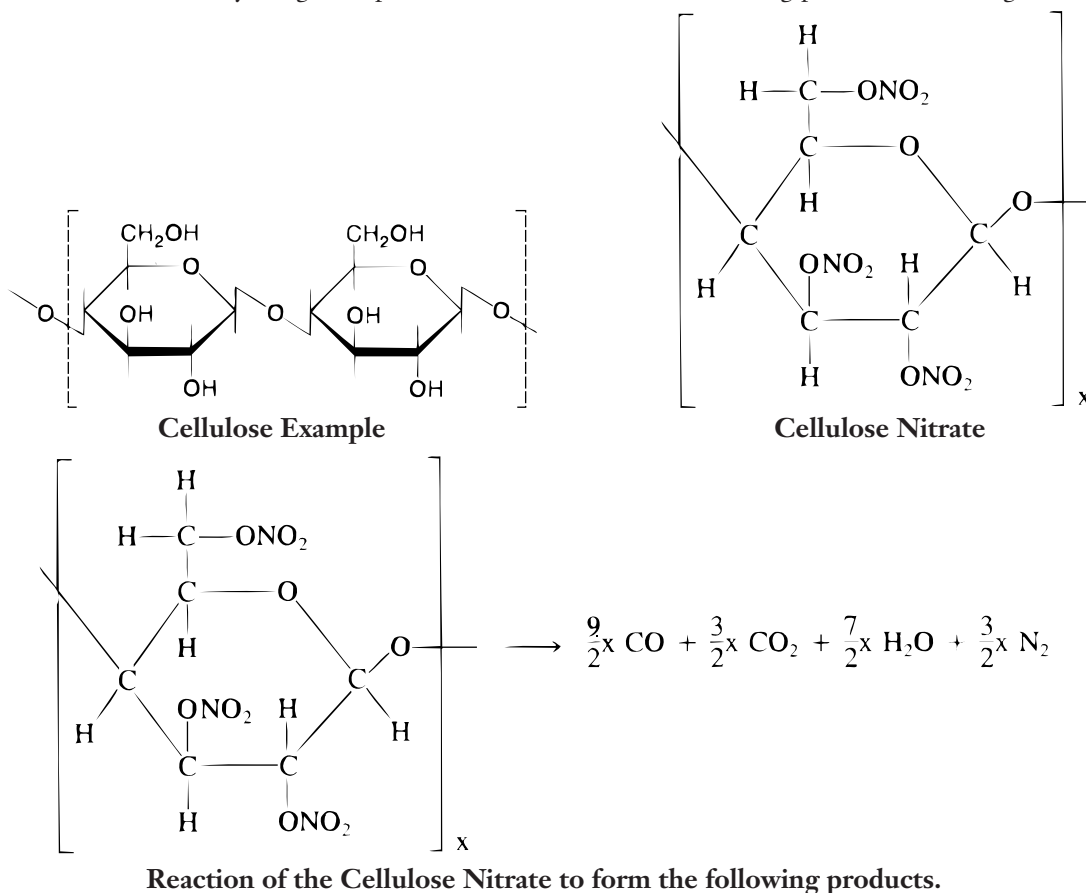 CH₂OH CH₂OH
O O
O OH O OH O
OH OH
Cellulose Example
H
H—C—ONO₂
C O
H O
C C
H ONO₂ H H
C C
H ONO₂
x
Cellulose Nitrate
H
H—C—ONO₂
C O
H O → 9/2x CO + 3/2x CO₂ + 7/2x H₂O + 3/2x N₂
C C
H ONO₂ H H
C C
H ONO₂
x
Reaction of the Cellulose Nitrate to form the following products.